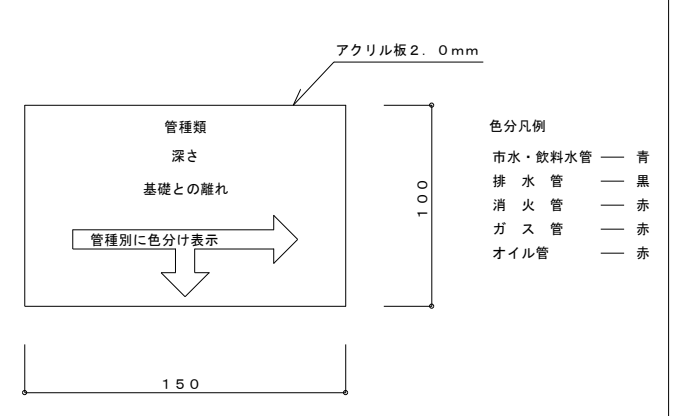 アクリル板2.0mm
管種類
深さ
基礎との離れ
管種別に色分け表示
100
150
色分凡例
市水・飲料水管 ── 青
排水管 ── 黒
消火管 ── 赤
ガス管 ── 赤
オイル管 ── 赤